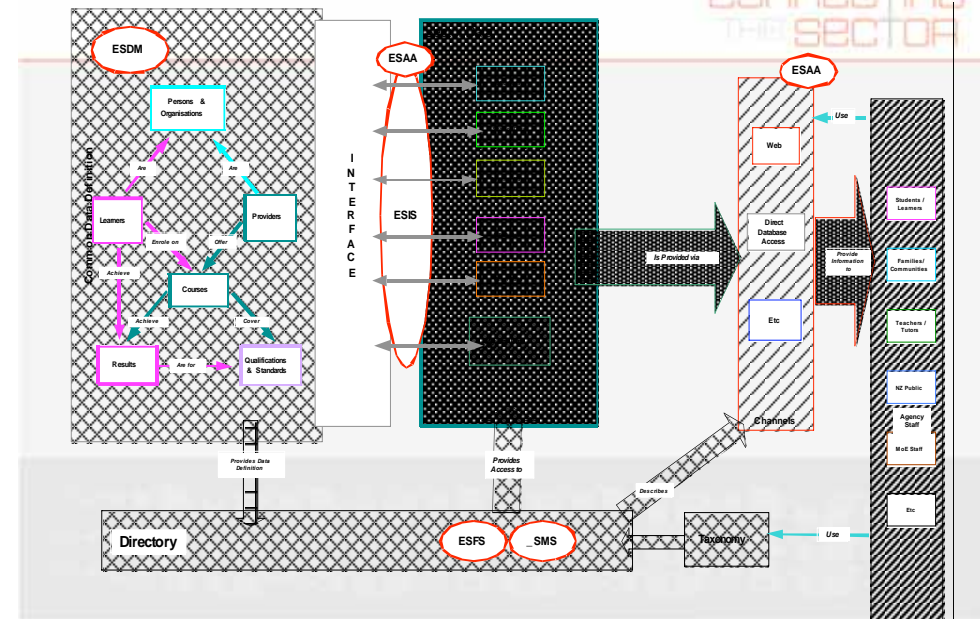 THE SECTOR
ESDM
ESAA
ESAA
Persons &
Organisations
Common Data Definition
Are
Are
Learners
Providers
Enrole on
Offer
Achieve
Courses
Achieve
Cover
Results
Are for
Qualifications
& Standards
I
N
T
E
R
F
A
C
E
ESIS
Is Provided via
Use
Web
Direct
Database
Access
Etc
Channels
Provide
Information
to
Students /
Learners
Families/
Communities
Teachers /
Tutors
NZ Public
Agency
Staff
MoE Staff
Etc
Provides Data
Definition
Provides
Access to
Describes
Directory
ESFS
_SMS
Taxonomy
Use